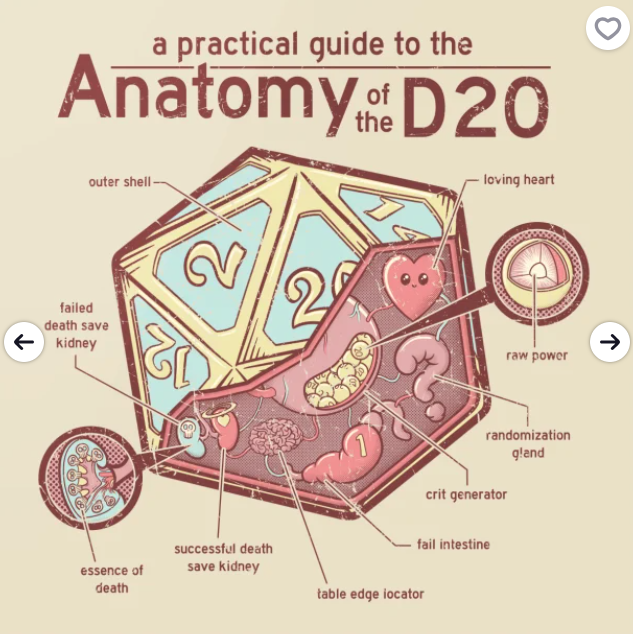 a practical guide to the
Anatomy of the D20
outer shell
loving heart
2
1
20
12
failed
death save
kidney
raw power
randomization
gland
1
crit generator
successful death
save kidney
fail intestine
essence of
death
table edge locator